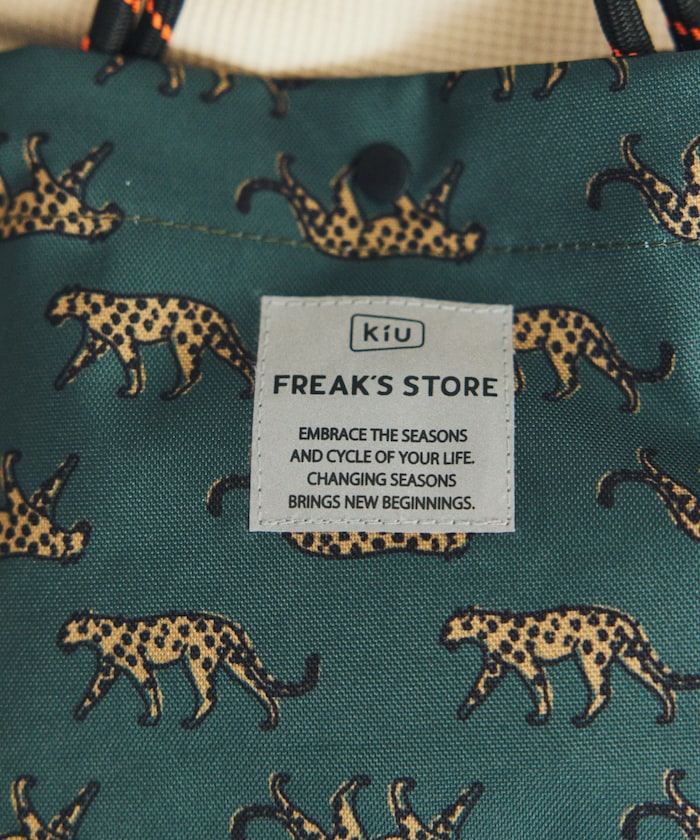 kiu
FREAK'S STORE
EMBRACE THE SEASONS
AND CYCLE OF YOUR LIFE.
CHANGING SEASONS
BRINGS NEW BEGINNINGS.